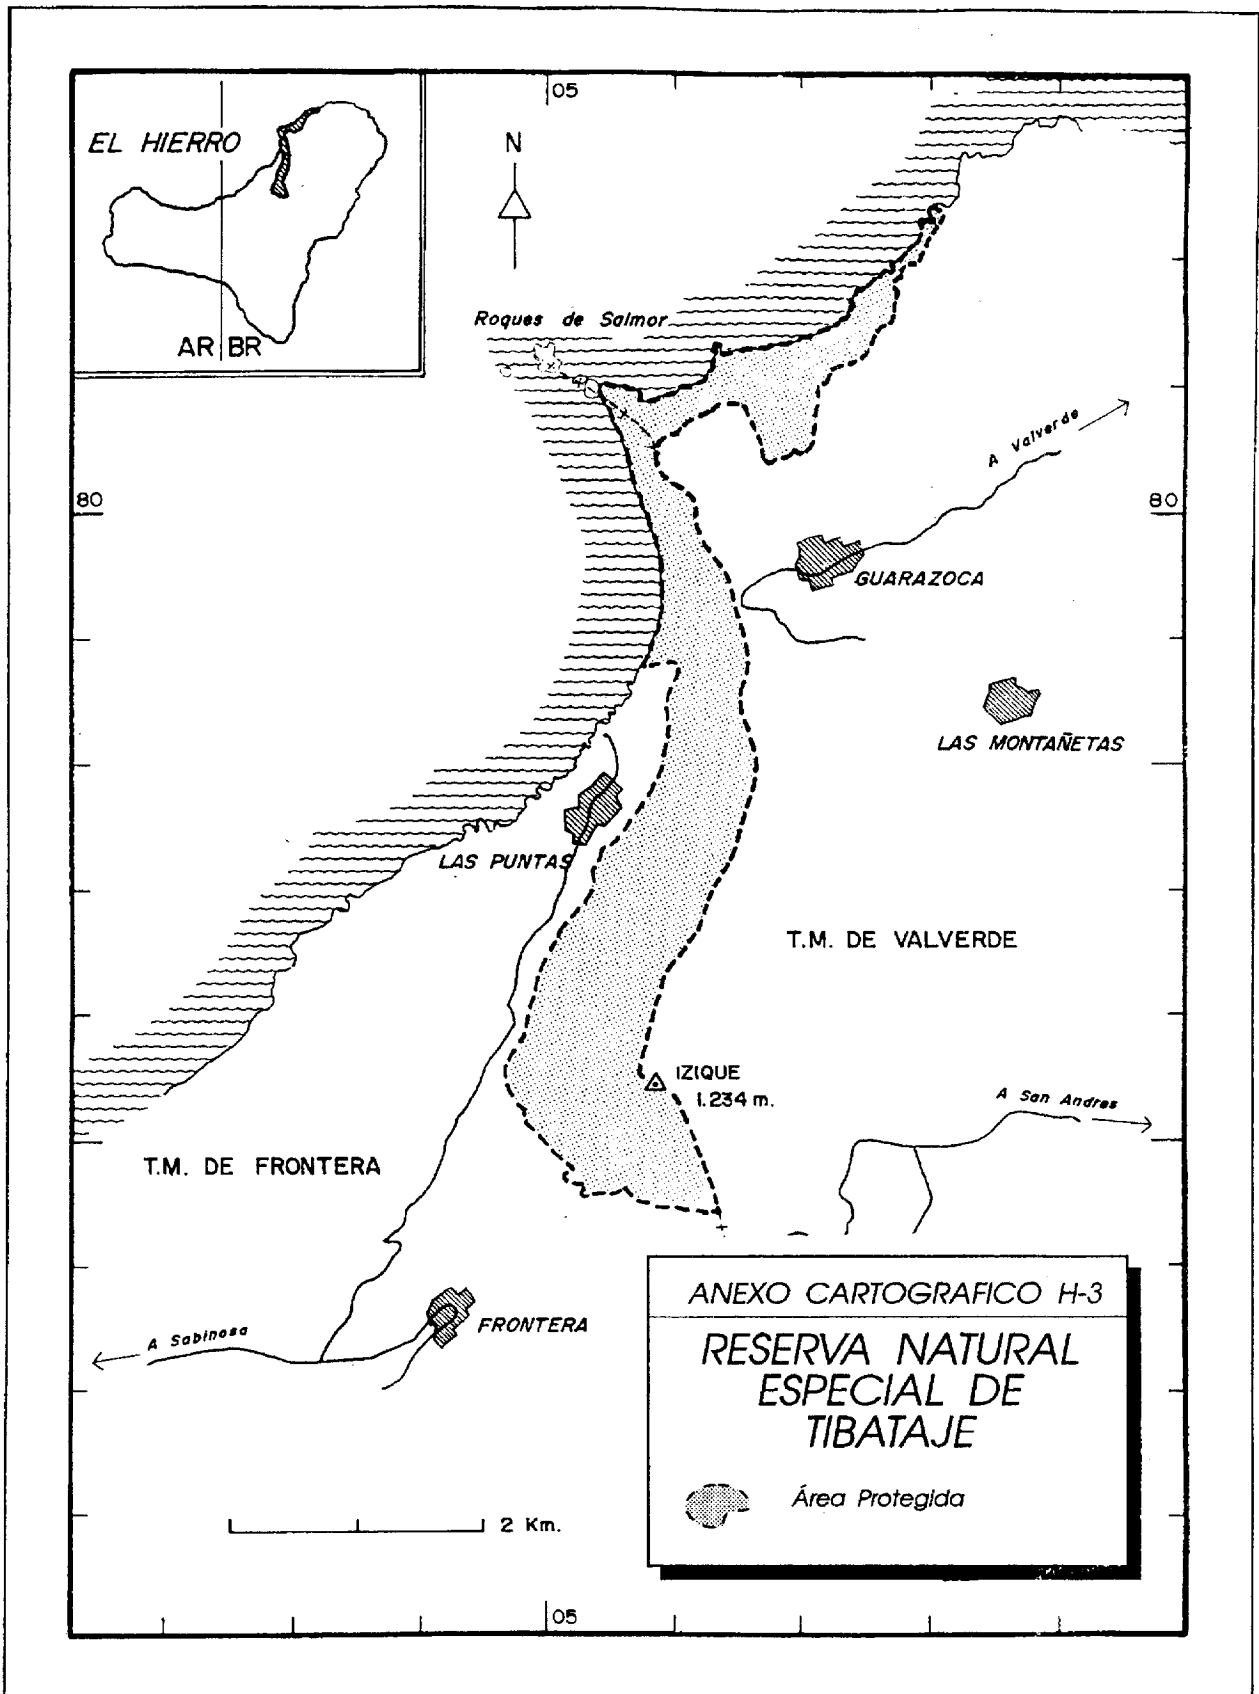 05
EL HIERRO
N
AR BR
Roques de Salmor
A Valverde
80
80
GUARAZOCA
LAS MONTAÑETAS
LAS PUNTAS
T.M. DE VALVERDE
IZIQUE
1.234 m.
A San Andres
T.M. DE FRONTERA
A Sabinosa
FRONTERA
ANEXO CARTOGRAFICO H-3
RESERVA NATURAL
ESPECIAL DE
TIBATAJE
Área Protegida
2 Km.
05